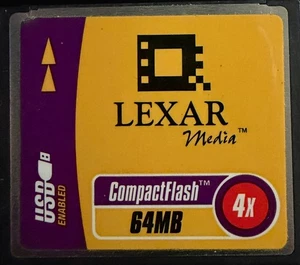 LEXAR
Media™
USB
ENABLED
CompactFlash™
64MB
4X